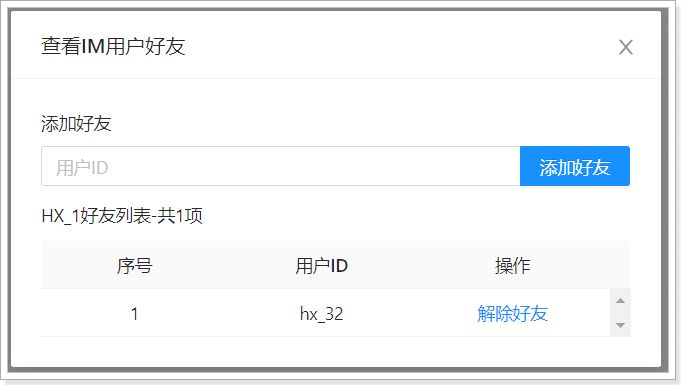 查看IM用户好友
添加好友
用户ID 添加好友
HX_1好友列表-共1项
序号 用户ID 操作
1 hx_32 解除好友